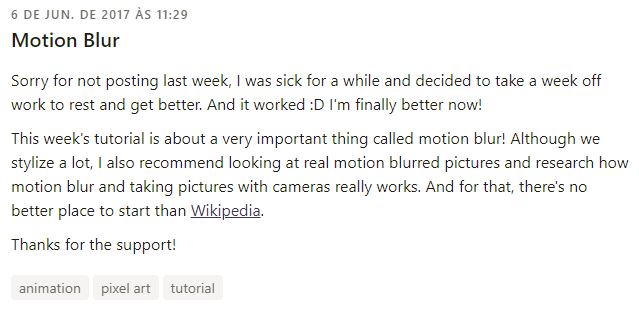 6 DE JUN. DE 2017 ÀS 11:29
Motion Blur
Sorry for not posting last week, I was sick for a while and decided to take a week off
work to rest and get better. And it worked :D I'm finally better now!
This week's tutorial is about a very important thing called motion blur! Although we
stylize a lot, I also recommend looking at real motion blurred pictures and research how
motion blur and taking pictures with cameras really works. And for that, there's no
better place to start than Wikipedia.
Thanks for the support!
animation pixel art tutorial